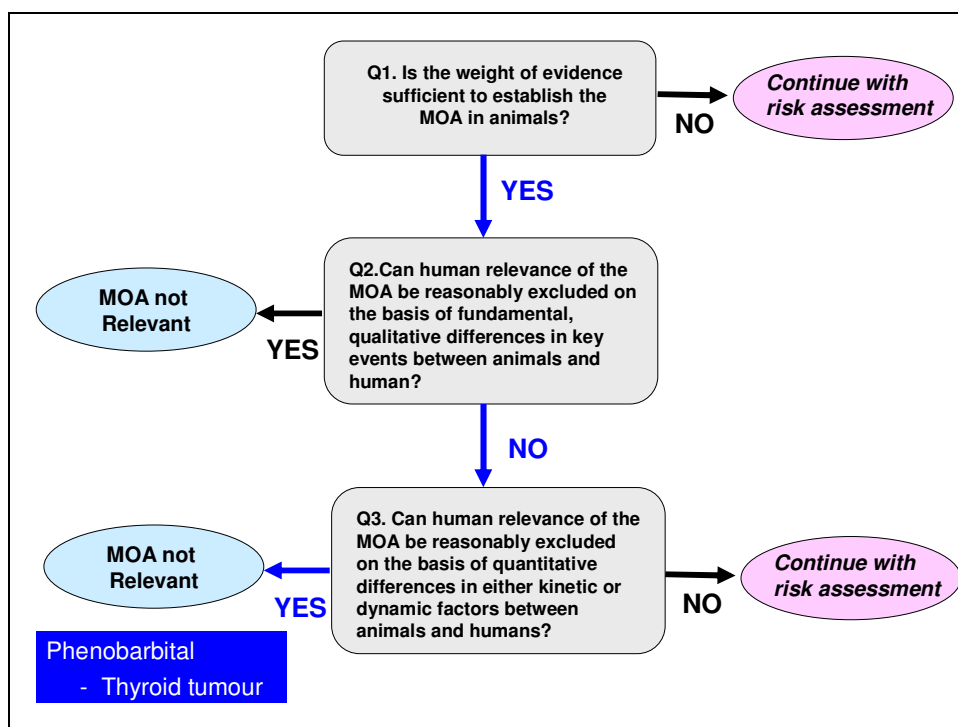 Q1. Is the weight of evidence
sufficient to establish the
MOA in animals?
NO
Continue with
risk assessment
YES
Q2.Can human relevance of the
MOA be reasonably excluded on
the basis of fundamental,
qualitative differences in key
events between animals and
human?
MOA not
Relevant
YES
NO
Q3. Can human relevance of the
MOA be reasonably excluded
on the basis of quantitative
differences in either kinetic or
dynamic factors between
animals and humans?
MOA not
Relevant
YES
NO
Continue with
risk assessment
Phenobarbital
- Thyroid tumour